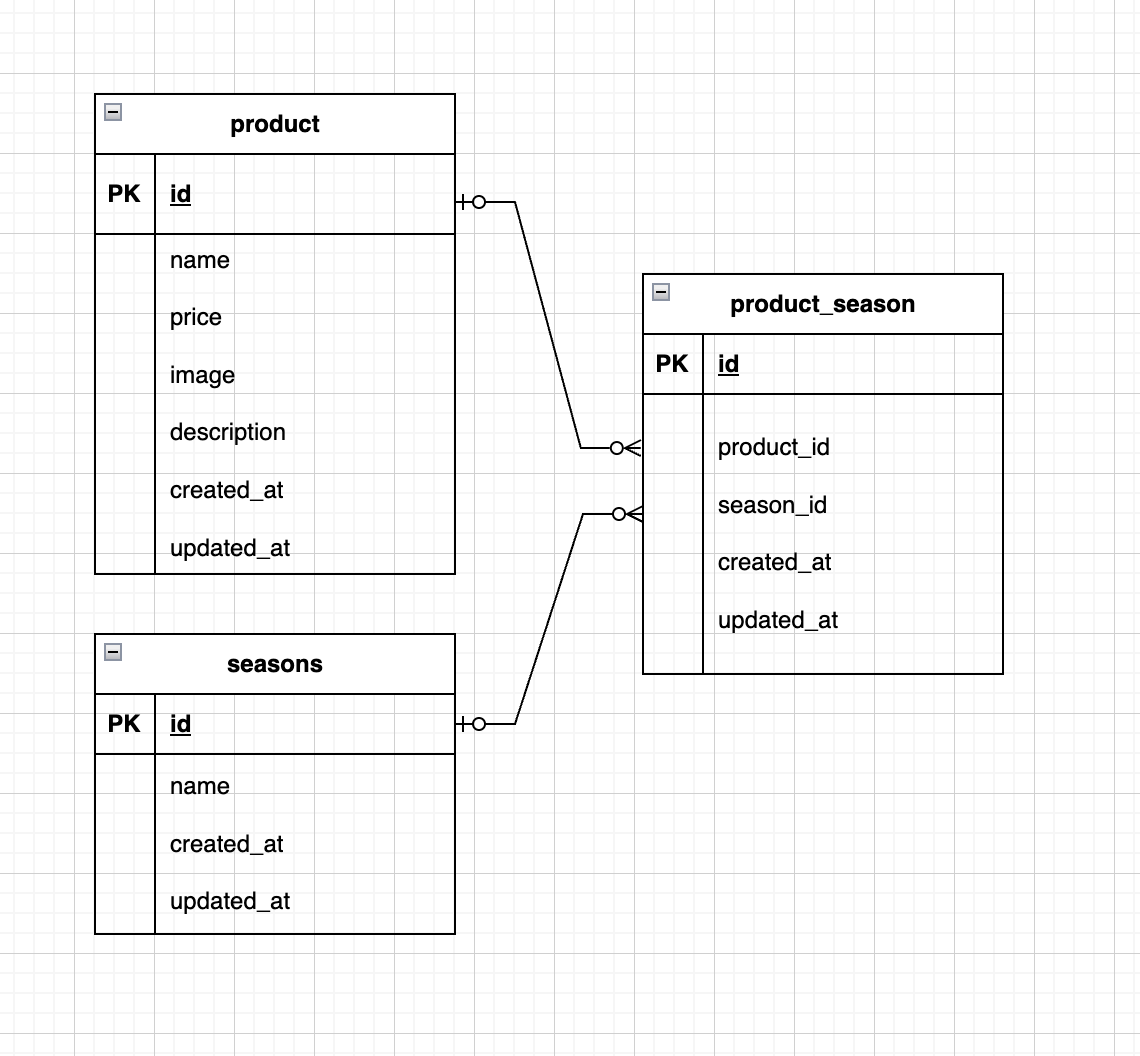 product
PK id
name
price
image
description
created_at
updated_at
seasons
PK id
name
created_at
updated_at
product_season
PK id
product_id
season_id
created_at
updated_at